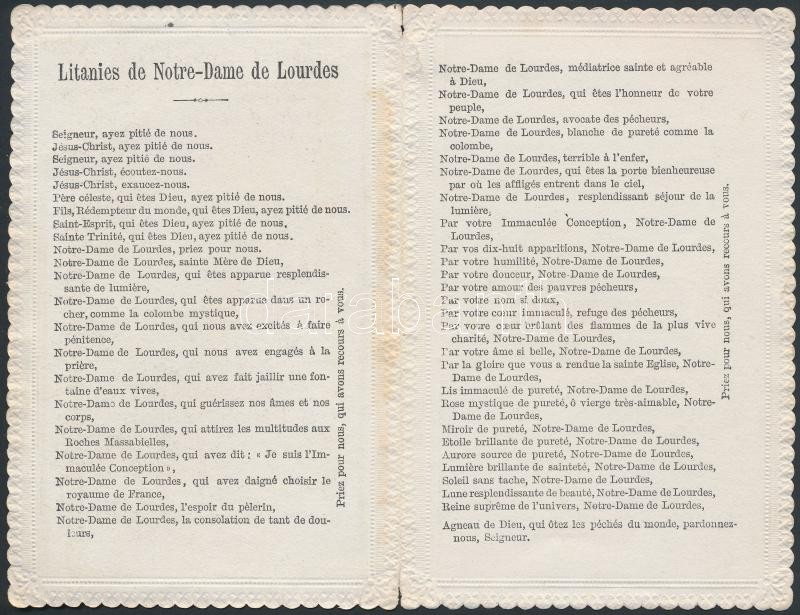 Litanies de Notre-Dame de Lourdes
Seigneur, ayez pitié de nous.
Jésus-Christ, ayez pitié de nous.
Seigneur, ayez pitié de nous.
Jésus-Christ, écoutez-nous.
Jésus-Christ, exaucez-nous.
Père céleste, qui êtes Dieu, ayez pitié de nous.
Fils, Rédempteur du monde, qui êtes Dieu, ayez pitié de nous.
Saint-Esprit, qui êtes Dieu, ayez pitié de nous.
Sainte Trinité, qui êtes Dieu, ayez pitié de nous.
Notre-Dame de Lourdes, priez pour nous.
Notre-Dame de Lourdes, sainte Mère de Dieu,
Notre-Dame de Lourdes, qui êtes apparue resplendis-
sante de lumière,
Notre-Dame de Lourdes, qui êtes apparue dans un ro-
cher, comme la colombe mystique,
Notre-Dame de Lourdes, qui nous avez excités à faire
pénitence,
Notre-Dame de Lourdes, qui nous avez engagés à la
prière,
Notre-Dame de Lourdes, qui avez fait jaillir une fon-
taine d'eaux vives,
Notre-Dame de Lourdes, qui guérissez nos âmes et nos
corps,
Notre-Dame de Lourdes, qui attirez les multitudes aux
Roches Massabielles,
Notre-Dame de Lourdes, qui avez dit : « Je suis l'Im-
maculée Conception »,
Notre-Dame de Lourdes, qui avez daigné choisir le
royaume de France,
Notre-Dame de Lourdes, l'espoir du pèlerin,
Notre-Dame de Lourdes, la consolation de tant de dou-
leurs,
Priez pour nous, qui avons recours à vous.
Notre-Dame de Lourdes, médiatrice sainte et agréable
à Dieu,
Notre-Dame de Lourdes, qui êtes l'honneur de votre
peuple,
Notre-Dame de Lourdes, avocate des pécheurs,
Notre-Dame de Lourdes, blanche de pureté comme la
colombe,
Notre-Dame de Lourdes, terrible à l'enfer,
Notre-Dame de Lourdes, qui êtes la porte bienheureuse
par où les affligés entrent dans le ciel,
Notre-Dame de Lourdes, resplendissant séjour de la
lumière,
Par votre Immaculée Conception, Notre-Dame de
Lourdes,
Par vos dix-huit apparitions, Notre-Dame de Lourdes,
Par votre humilité, Notre-Dame de Lourdes,
Par votre douceur, Notre-Dame de Lourdes,
Par votre amour des pauvres pécheurs,
Par votre nom si doux,
Par votre cœur immaculé, refuge des pécheurs,
Par votre cœur brûlant des flammes de la plus vive
charité, Notre-Dame de Lourdes,
Par votre âme si belle, Notre-Dame de Lourdes,
Par la gloire que vous a rendue la sainte Eglise, Notre-
Dame de Lourdes,
Lis immaculé de pureté, Notre-Dame de Lourdes,
Rose mystique de pureté, ô vierge très-aimable, Notre-
Dame de Lourdes,
Miroir de pureté, Notre-Dame de Lourdes,
Etoile brillante de pureté, Notre-Dame de Lourdes,
Aurore source de pureté, Notre-Dame de Lourdes,
Lumière brillante de sainteté, Notre-Dame de Lourdes,
Soleil sans tache, Notre-Dame de Lourdes,
Lune resplendissante de beauté, Notre-Dame de Lourdes,
Reine suprême de l'univers, Notre-Dame de Lourdes,
Priez pour nous, qui avons recours à vous.
Agneau de Dieu, qui ôtez les péchés du monde, pardonnez-
nous, Seigneur.